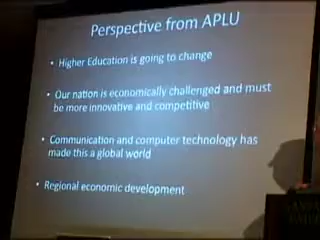 Perspective from APLU
• Higher Education is going to change
• Our nation is economically challenged and must
be more innovative and competitive
• Communication and computer technology has
made this a global world
• Regional economic development